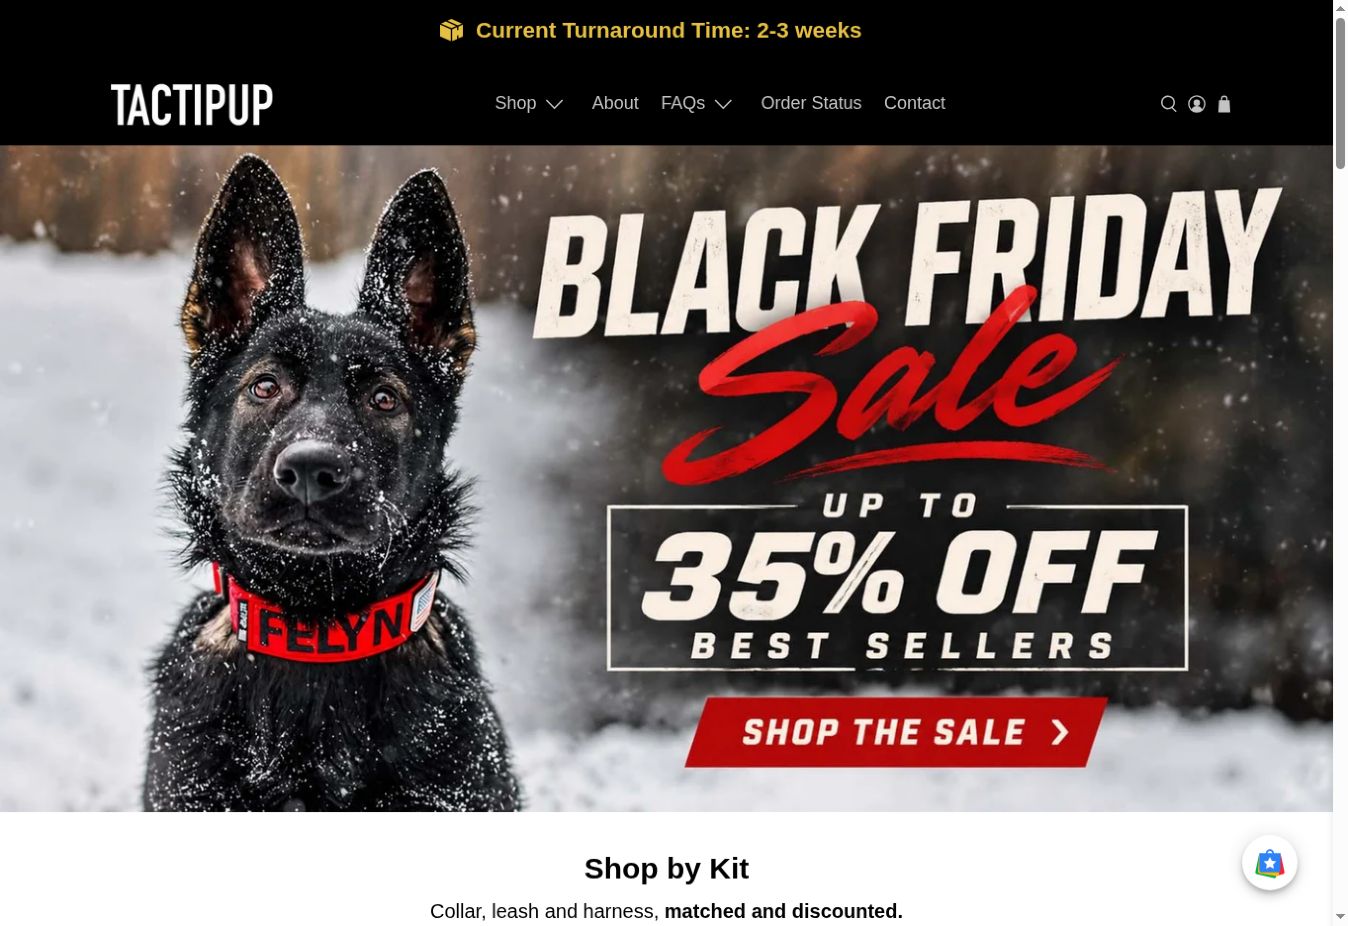 Current Turnaround Time: 2-3 weeks
TACTIPUP
Shop
About
FAQs
Order Status
Contact
BLACK FRIDAY
Sale
UP TO
35% OFF
BEST SELLERS
SHOP THE SALE
FELYN
Shop by Kit
Collar, leash and harness, matched and discounted.